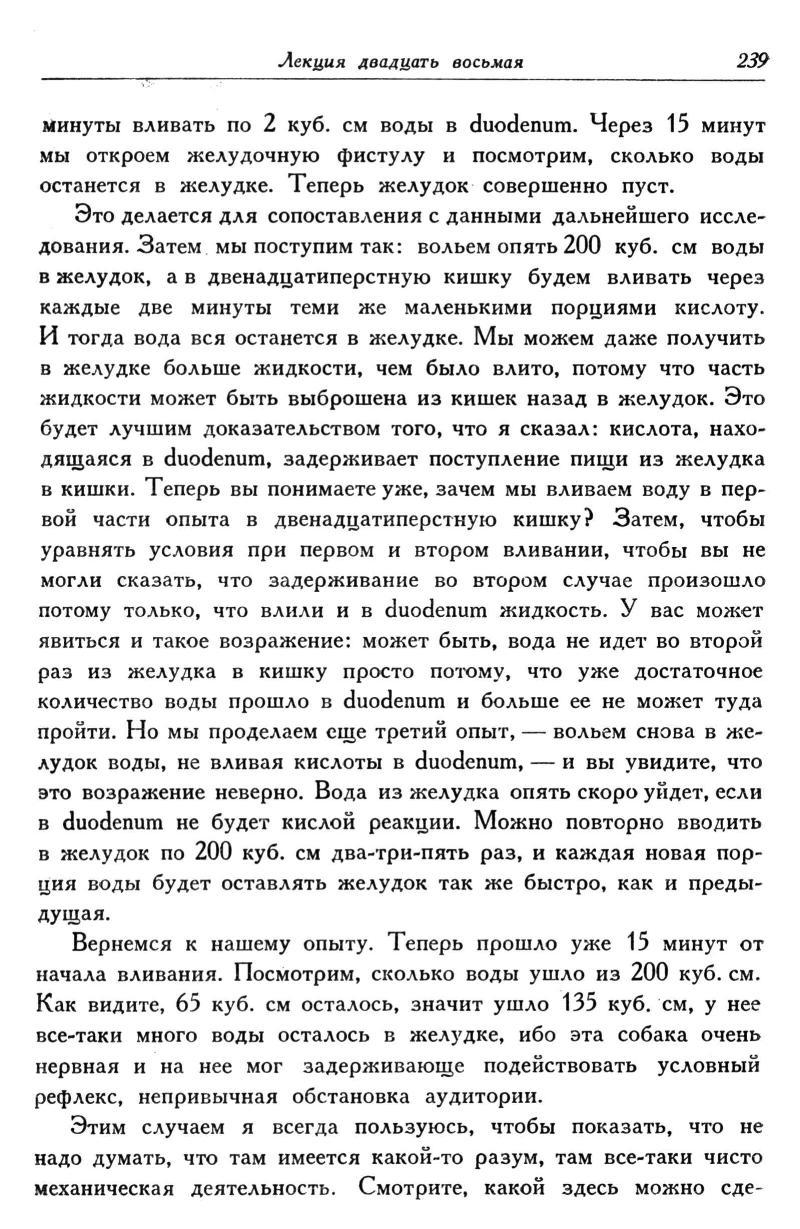 Лекция двадцать восьмая 239
минуты вливать по 2 куб. см воды в duodenum. Через 15 минут
мы откроем желудочную фистулу и посмотрим, сколько воды
останется в желудке. Теперь желудок совершенно пуст.
Это делается для сопоставления с данными дальнейшего иссле-
дования. Затем мы поступим так: вольем опять 200 куб. см воды
в желудок, а в двенадцатиперстную кишку будем вливать через
каждые две минуты теми же маленькими порциями кислоту.
И тогда вода вся останется в желудке. Мы можем даже получить
в желудке больше жидкости, чем было влито, потому что часть
жидкости может быть выброшена из кишек назад в желудок. Это
будет лучшим доказательством того, что я сказал: кислота, нахо-
дящаяся в duodenum, задерживает поступление пищи из желудка
в кишки. Теперь вы понимаете уже, зачем мы вливаем воду в пер-
вой части опыта в двенадцатиперстную кишку? Затем, чтобы
уравнять условия при первом и втором вливании, чтобы вы не
могли сказать, что задерживание во втором случае произошло
потому только, что влили и в duodenum жидкость. У вас может
явиться и такое возражение: может быть, вода не идет во второй
раз из желудка в кишку просто потому, что уже достаточное
количество воды прошло в duodenum и больше ее не может туда
пройти. Но мы проделаем еще третий опыт, — вольем снова в же-
лудок воды, не вливая кислоты в duodenum, — и вы увидите, что
это возражение неверно. Вода из желудка опять скоро уйдет, если
в duodenum не будет кислой реакции. Можно повторно вводить
в желудок по 200 куб. см два-три-пять раз, и каждая новая пор-
ция воды будет оставлять желудок так же быстро, как и преды-
дущая.
Вернемся к нашему опыту. Теперь прошло уже 15 минут от
начала вливания. Посмотрим, сколько воды ушло из 200 куб. см.
Как видите, 65 куб. см осталось, значит ушло 135 куб. см, у нее
все-таки много воды осталось в желудке, ибо эта собака очень
нервная и на нее мог задерживающе подействовать условный
рефлекс, непривычная обстановка аудитории.
Этим случаем я всегда пользуюсь, чтобы показать, что не
надо думать, что там имеется какой-то разум, там все-таки чисто
механическая деятельность. Смотрите, какой здесь можно сде-